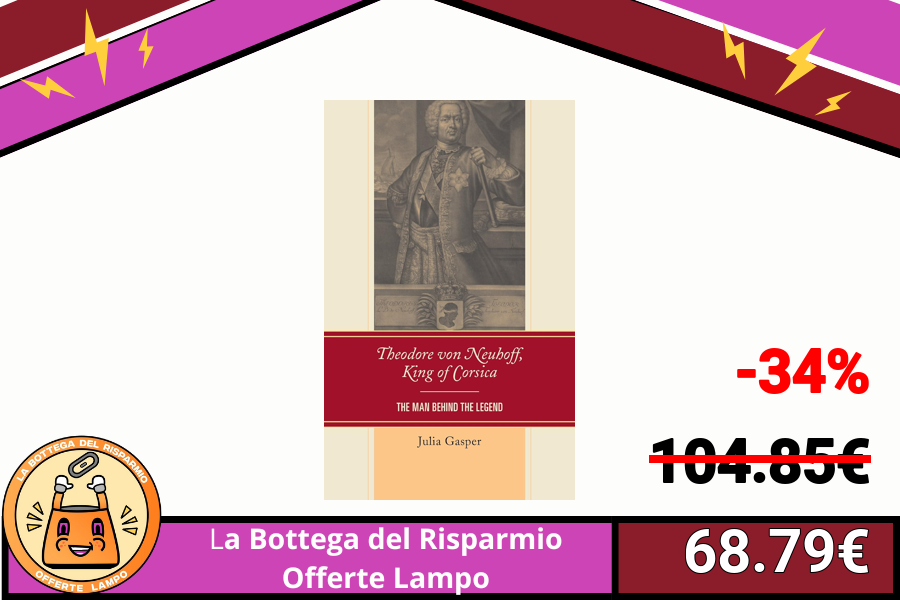 Theodore von Neuhoff,
King of Corsica
THE MAN BEHIND THE LEGEND
Julia Gasper
-34%
104.85€
LA BOTTEGA DEL RISPARMIO
OFFERTE LAMPO
La Bottega del Risparmio
Offerte Lampo
68.79€